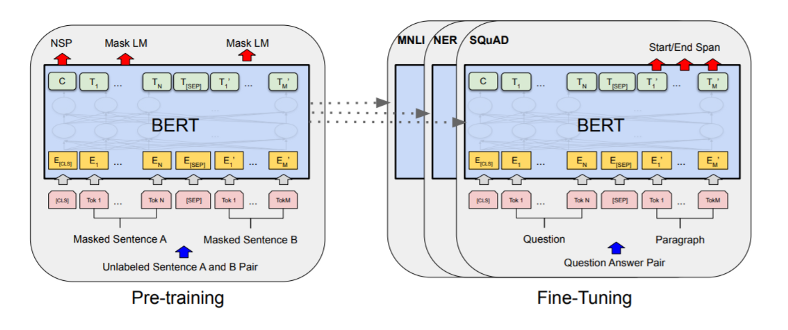 NSP Mask LM Mask LM
C T1 ... TN T[SEP] T1' ... TM'
BERT
E[CLS] E1 ... EN E[SEP] E1' ... EM'
[CLS] Tok 1 ... Tok N [SEP] Tok 1 ... TokM
Masked Sentence A Masked Sentence B
Unlabeled Sentence A and B Pair
Pre-training
MNLI NER SQuAD
Start/End Span
C T1 ... TN T[SEP] T1' ... TM'
BERT
E[CLS] E1 ... EN E[SEP] E1' ... EM'
[CLS] Tok 1 ... Tok N [SEP] Tok 1 ... TokM
Question Paragraph
Question Answer Pair
Fine-Tuning